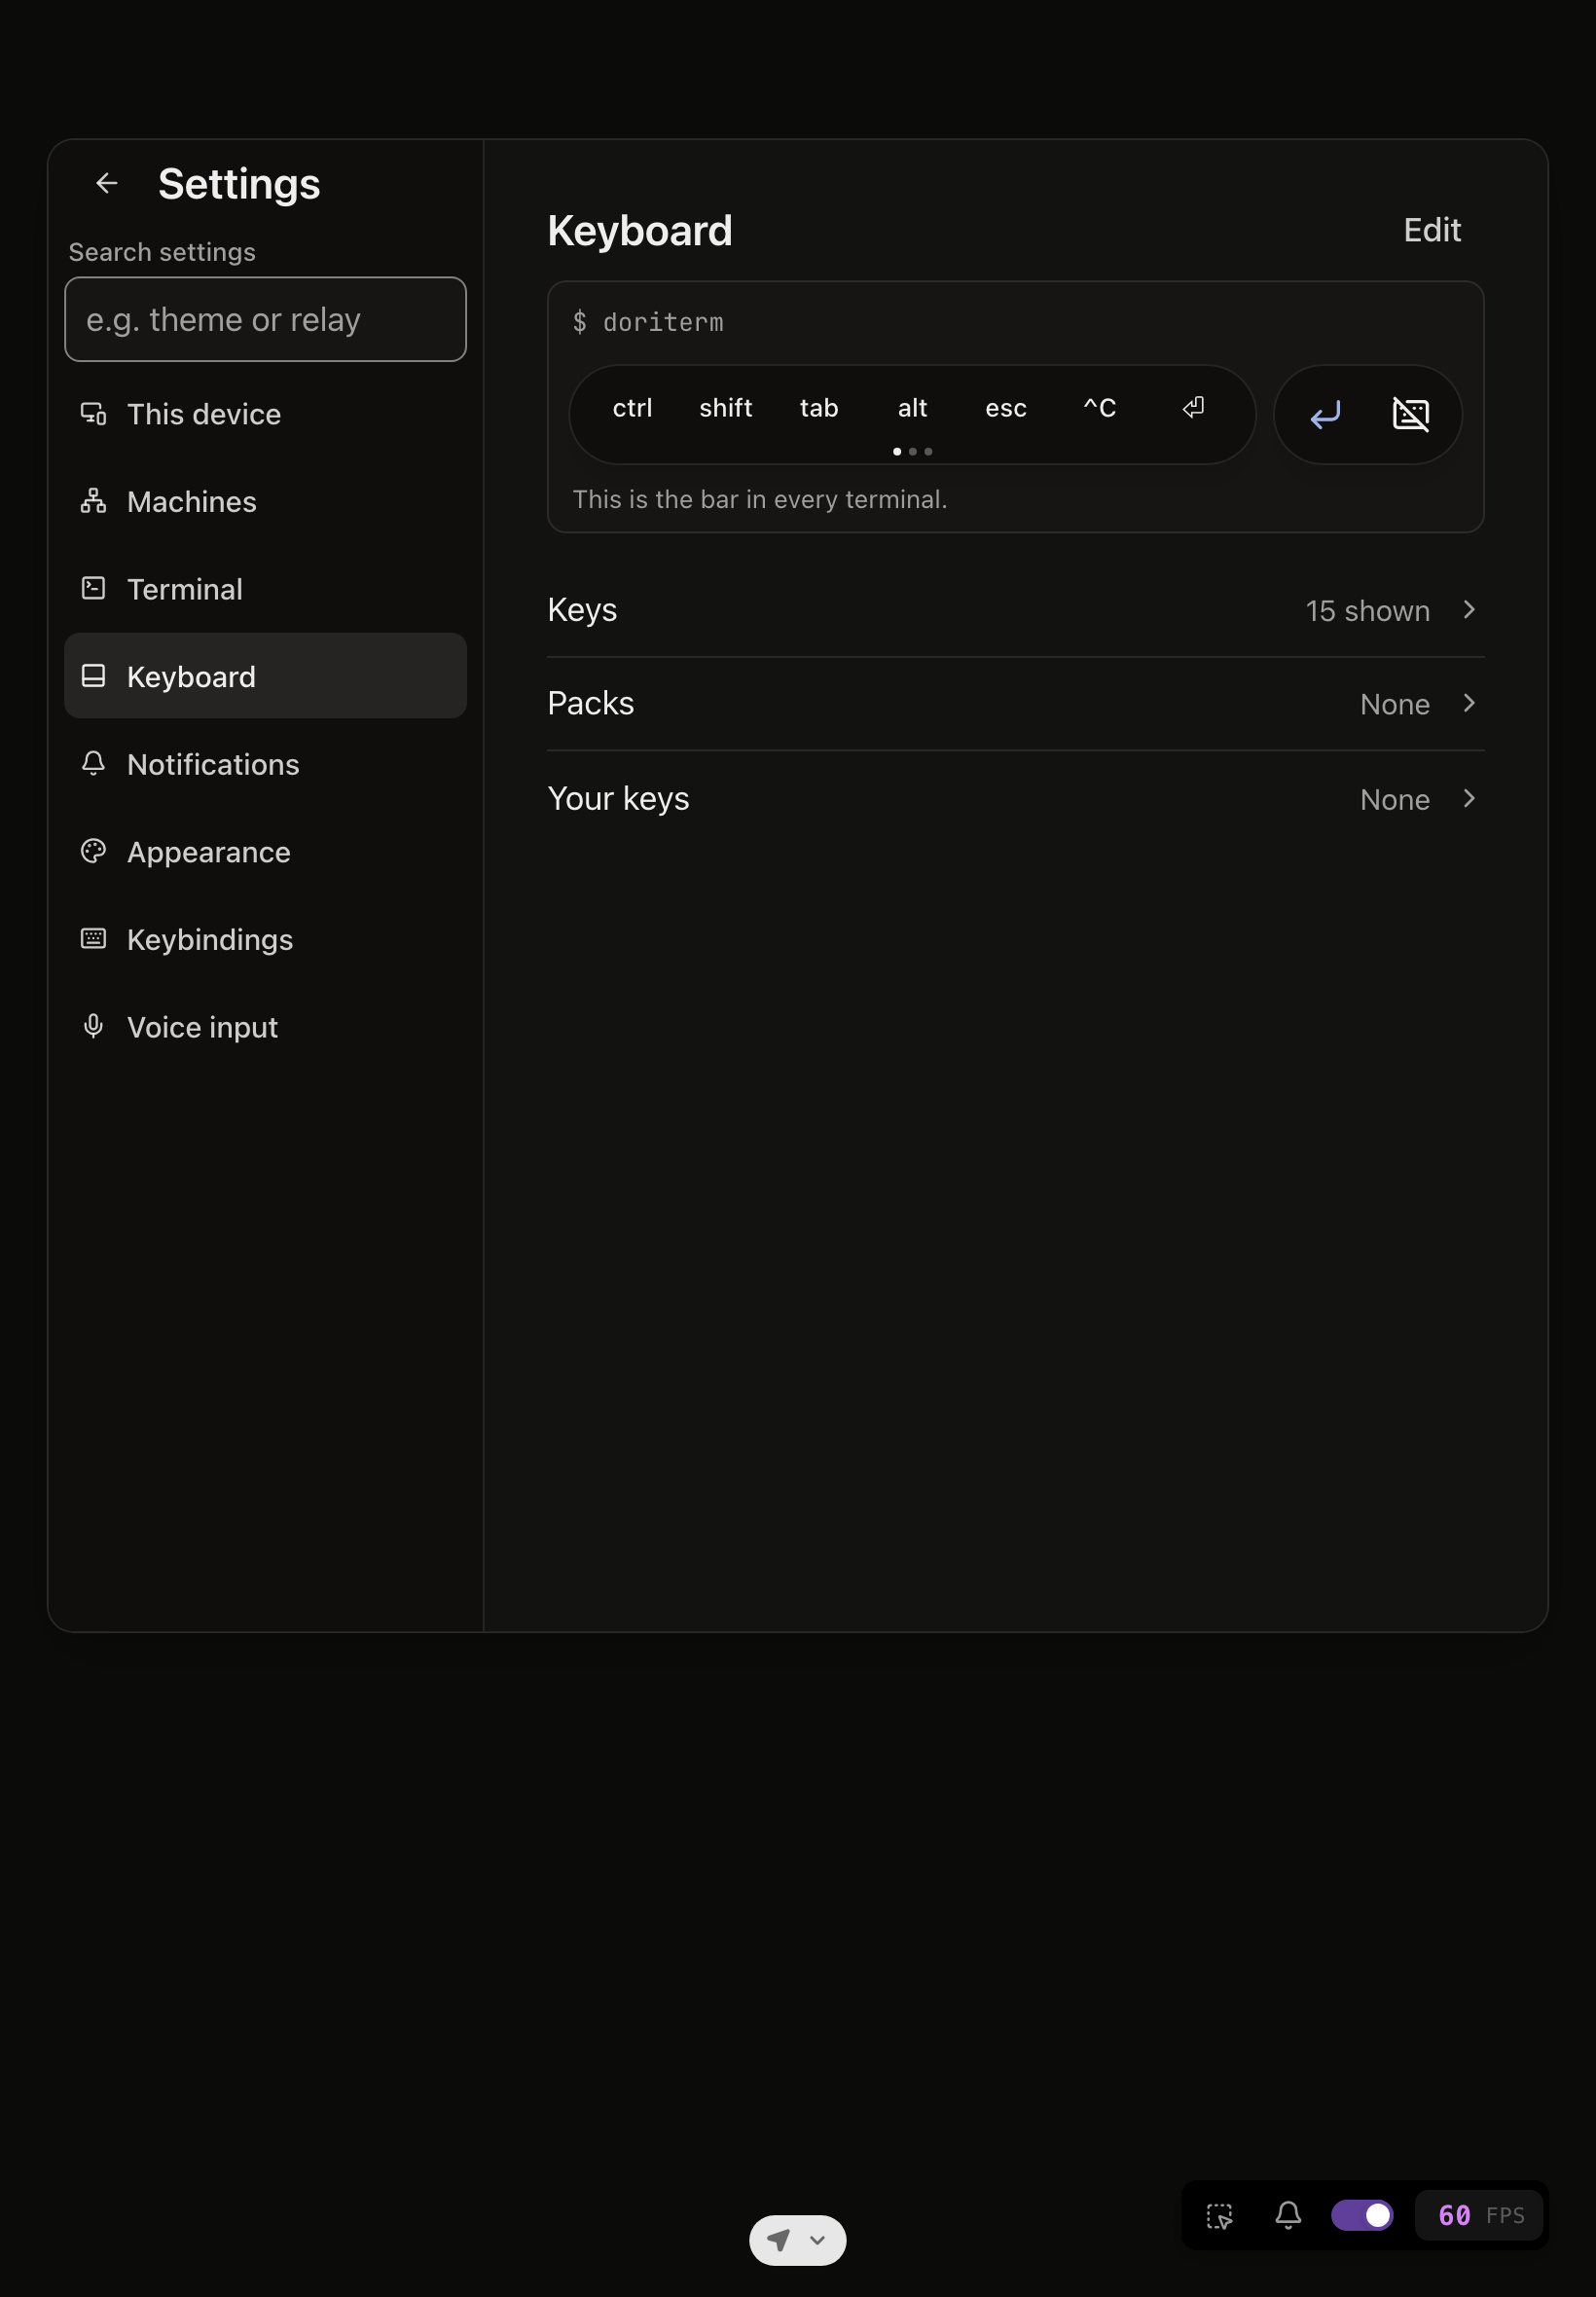 Settings
Search settings
e.g. theme or relay
This device
Machines
Terminal
Keyboard
Notifications
Appearance
Keybindings
Voice input
Keyboard
Edit
$ doriterm
ctrl shift tab alt esc ^C ⏎
This is the bar in every terminal.
Keys 15 shown
Packs None
Your keys None
60 FPS